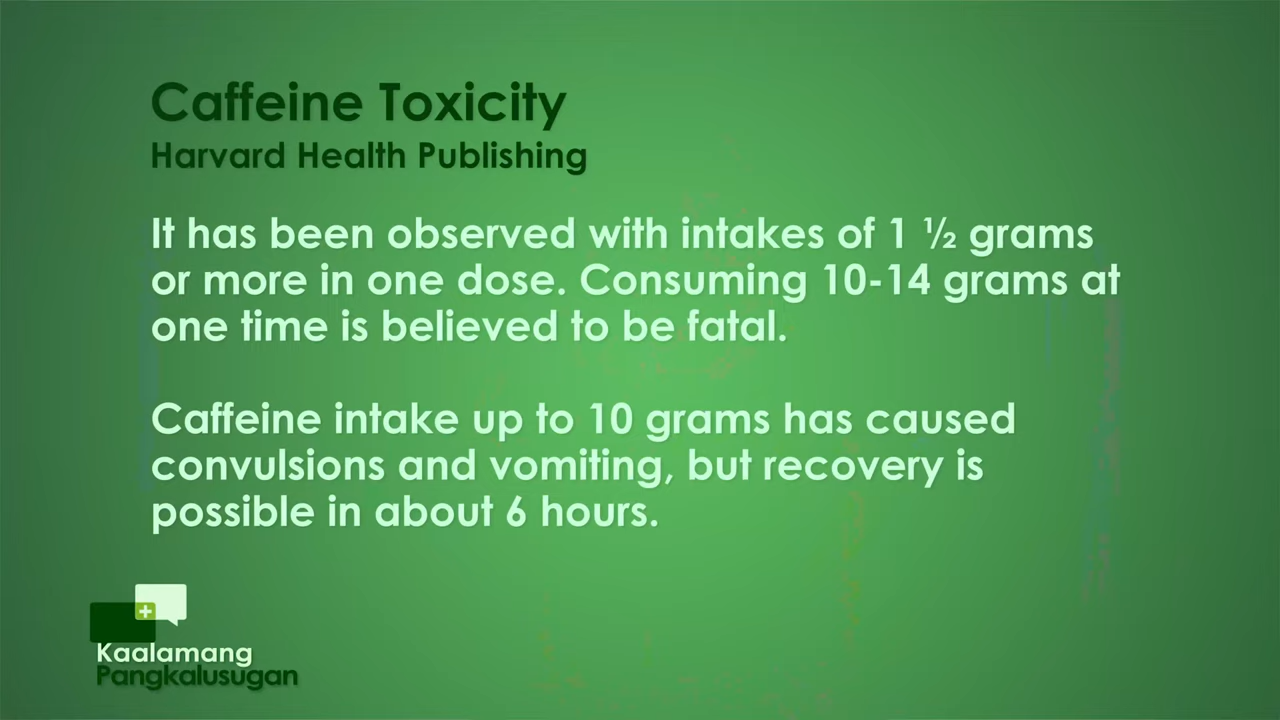 Caffeine Toxicity
Harvard Health Publishing
It has been observed with intakes of 1 ½ grams
or more in one dose. Consuming 10-14 grams at
one time is believed to be fatal.
Caffeine intake up to 10 grams has caused
convulsions and vomiting, but recovery is
possible in about 6 hours.
Kaalamang
Pangkalusugan